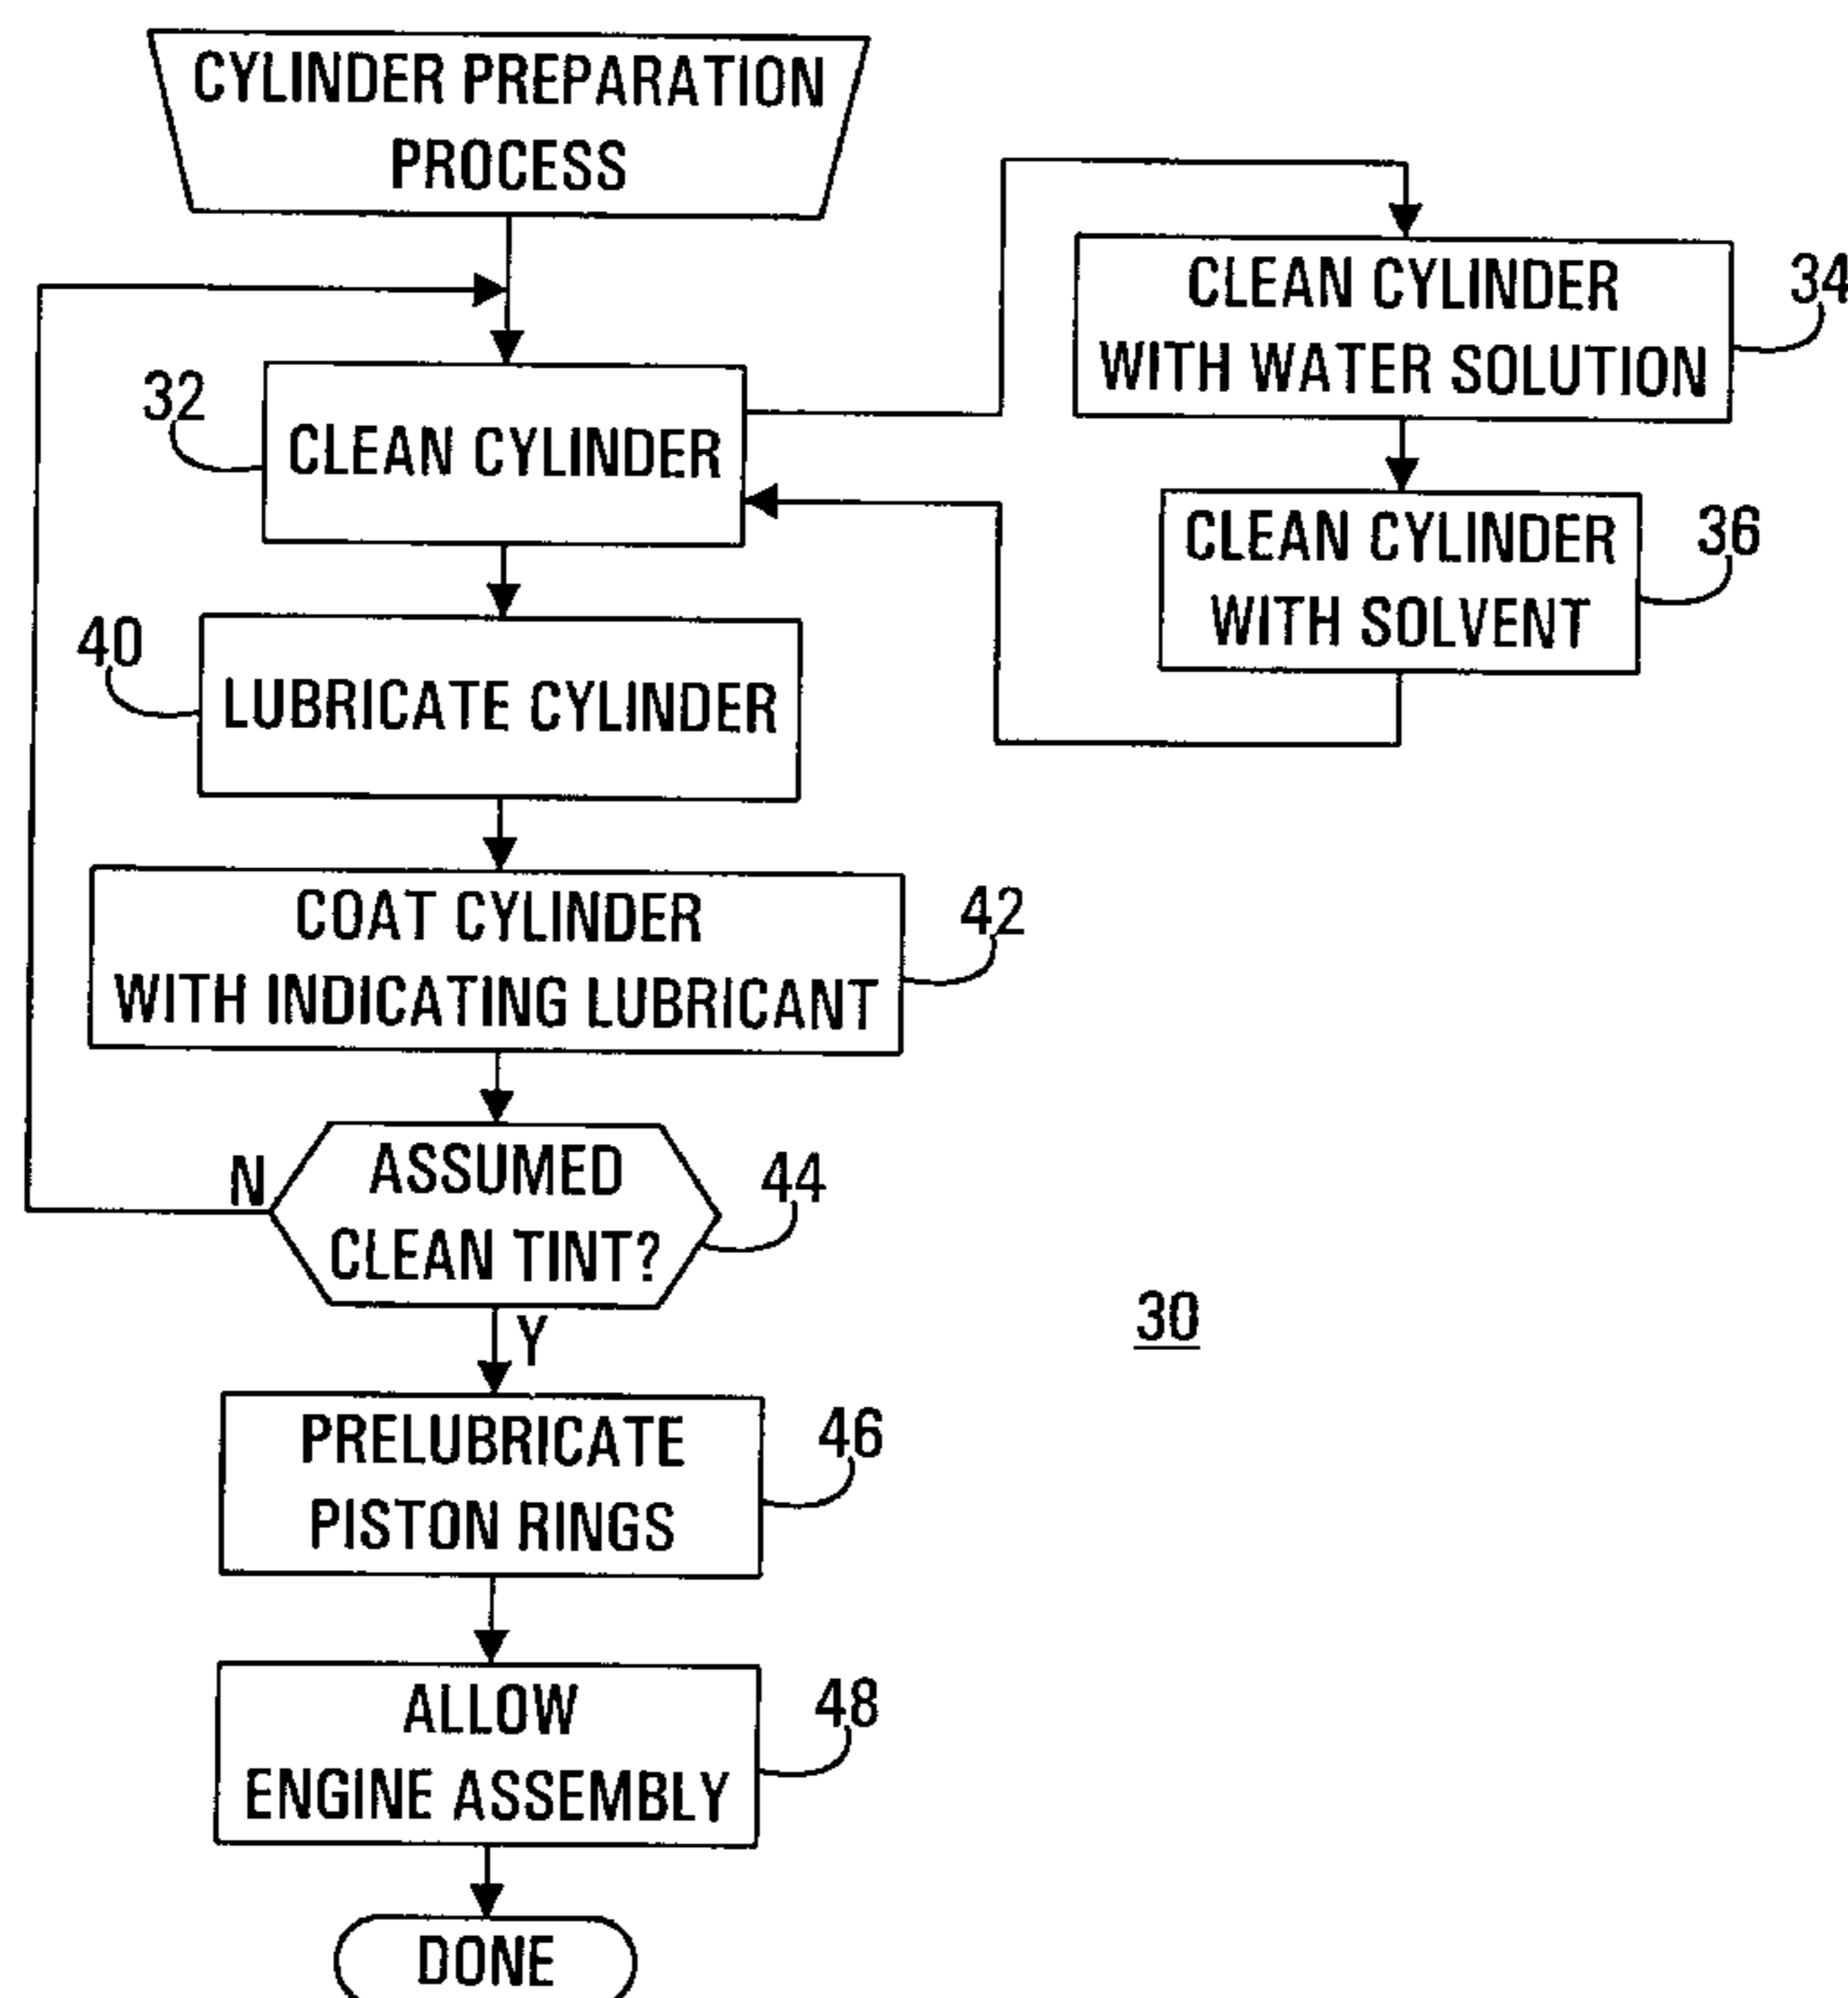 CYLINDER PREPARATION
PROCESS
CLEAN CYLINDER
WITH WATER SOLUTION
34
32
CLEAN CYLINDER
CLEAN CYLINDER
WITH SOLVENT
36
40
LUBRICATE CYLINDER
COAT CYLINDER
WITH INDICATING LUBRICANT
42
N
ASSUMED
CLEAN TINT?
44
Y
30
PRELUBRICATE
PISTON RINGS
46
ALLOW
ENGINE ASSEMBLY
48
DONE